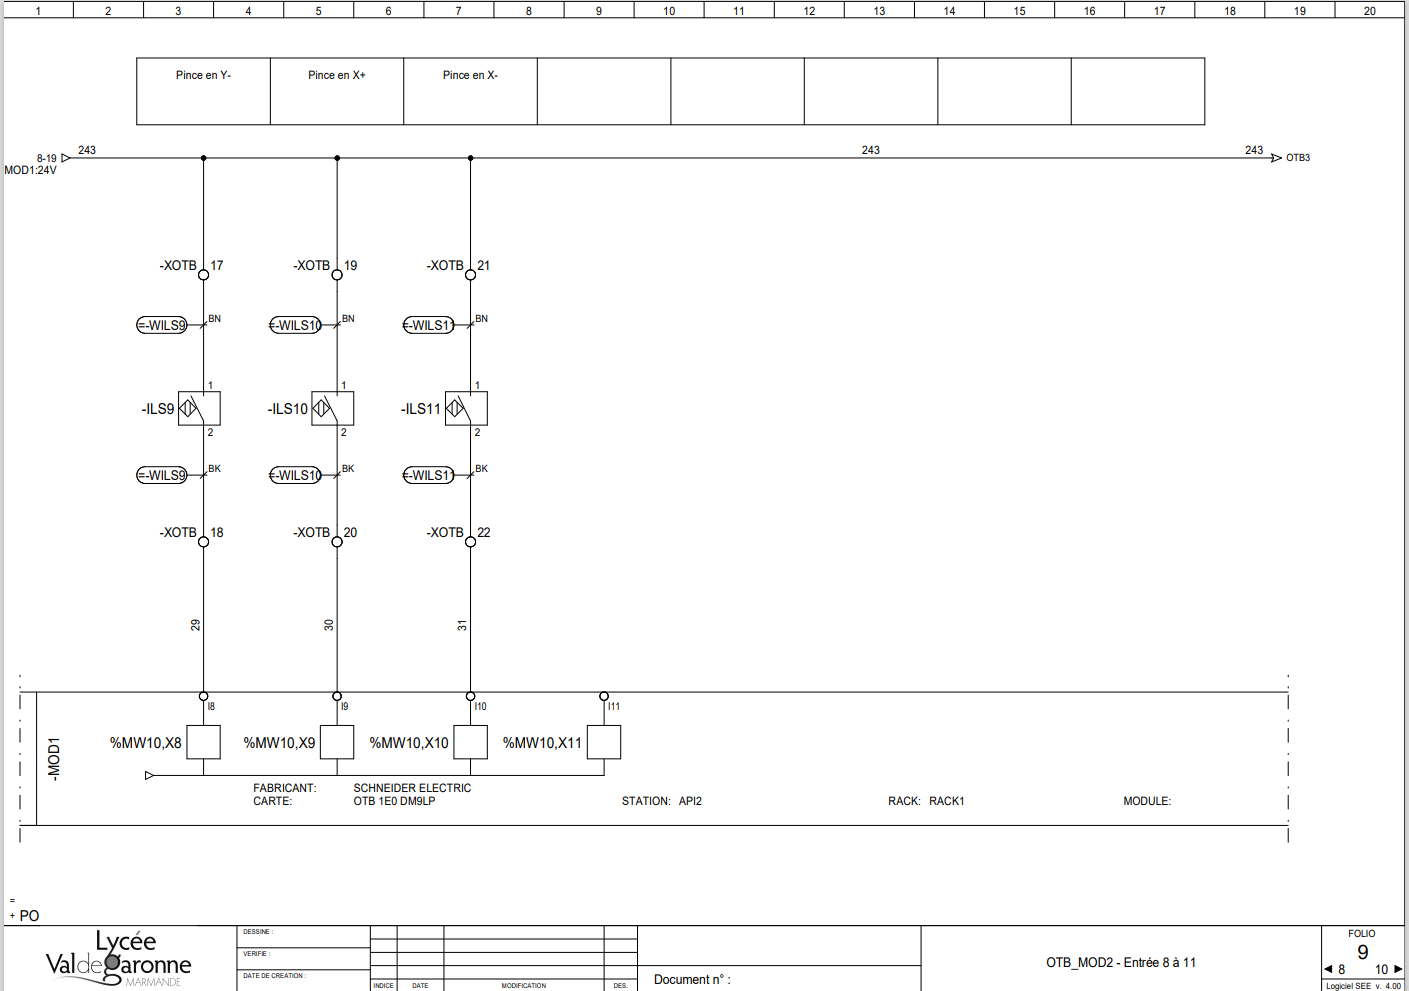 1 2 3 4 5 6 7 8 9 10 11 12 13 14 15 16 17 18 19 20
Pince en Y- Pince en X+ Pince en X-
243 243 243
8-19 OTB3
MOD1:24V
-XOTB 17 -XOTB 19 -XOTB 21
=-WILS9 BN =-WILS10 BN =-WILS11 BN
1 1 1
-ILS9 -ILS10 -ILS11
2 2 2
=-WILS9 BK =-WILS10 BK =-WILS11 BK
-XOTB 18 -XOTB 20 -XOTB 22
29 30 31
I8 I9 I10 I11
-MOD1 %MW10,X8 %MW10,X9 %MW10,X10 %MW10,X11
FABRICANT: SCHNEIDER ELECTRIC
CARTE: OTB 1E0 DM9LP STATION: API2 RACK: RACK1 MODULE:
=
+ PO
Lycée
Val de garonne
MARMANDE
DESSINE :
VERIFIE :
DATE DE CREATION :
INDICE DATE MODIFICATION DES.
Document n° :
OTB_MOD2 - Entrée 8 à 11
FOLIO
9
8 10
Logiciel SEE v. 4.00